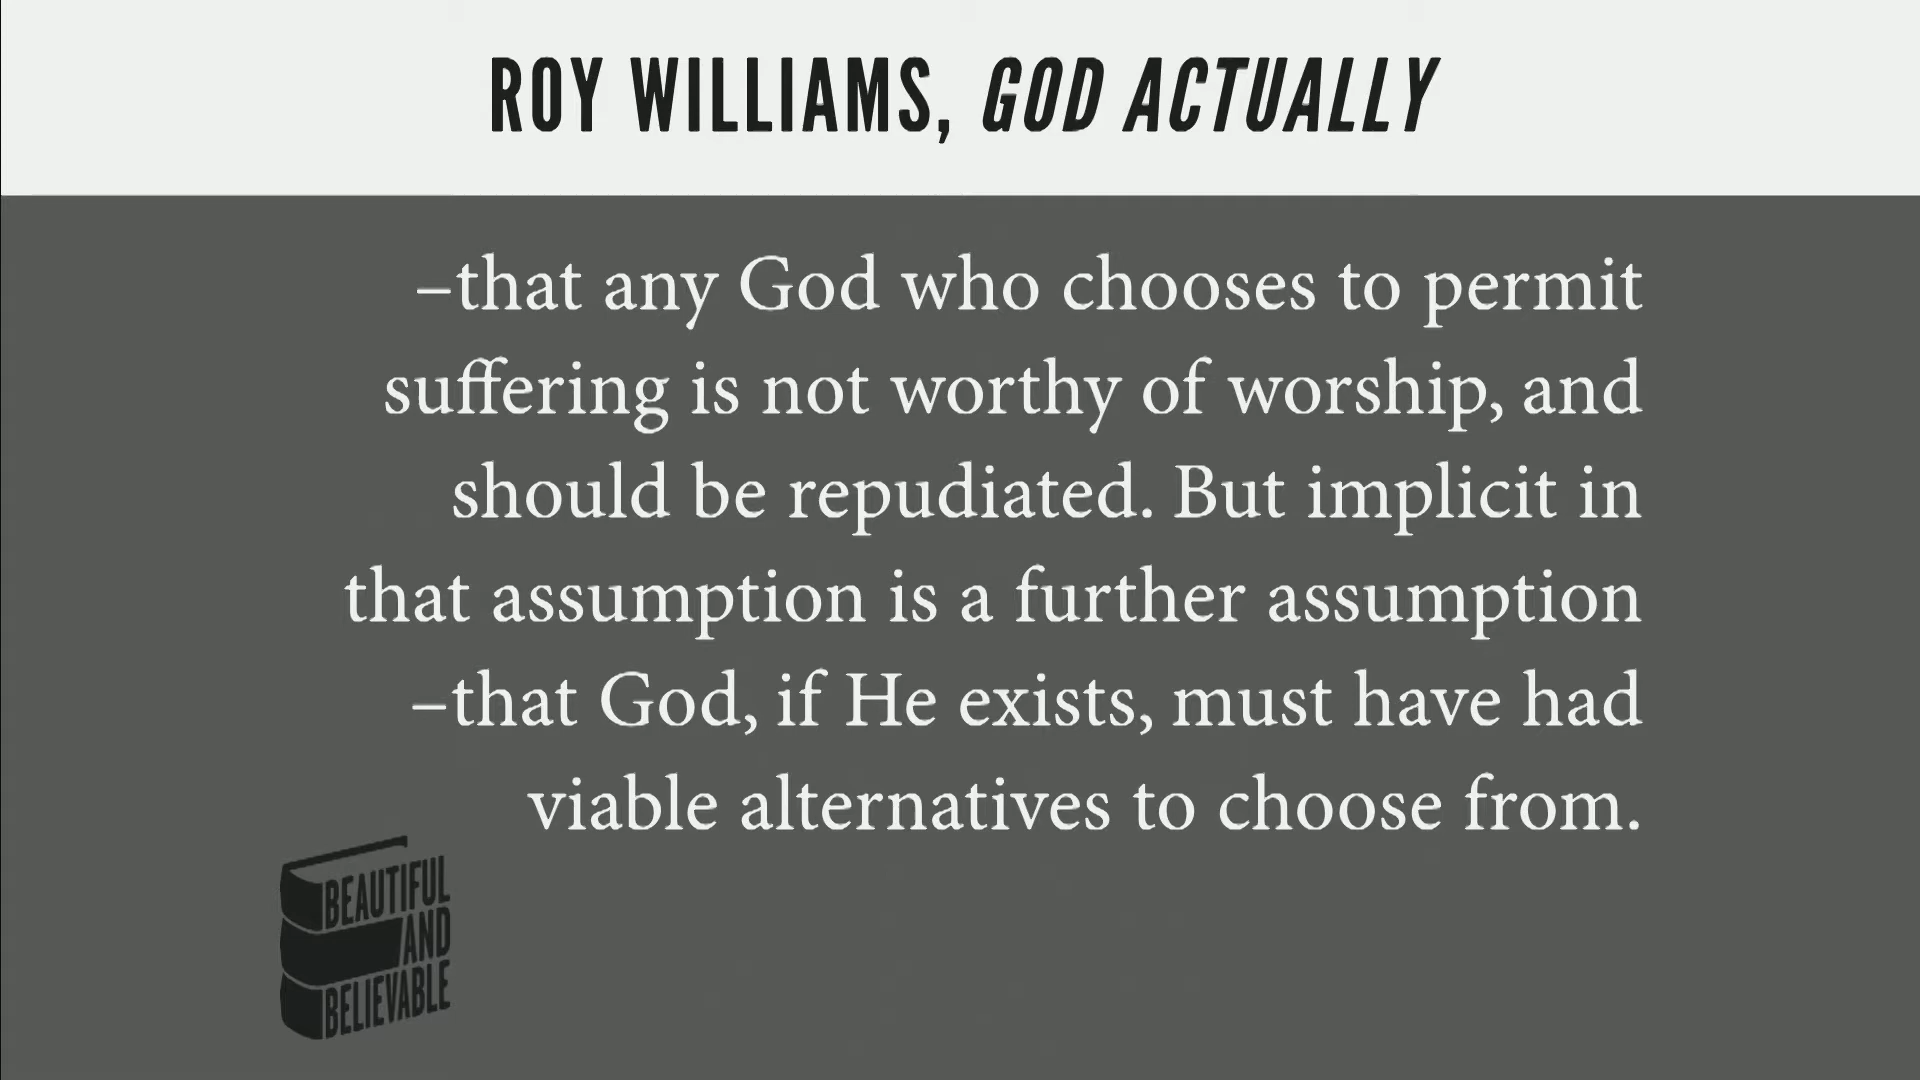 ROY WILLIAMS, GOD ACTUALLY
–that any God who chooses to permit
suffering is not worthy of worship, and
should be repudiated. But implicit in
that assumption is a further assumption
–that God, if He exists, must have had
viable alternatives to choose from.
BEAUTIFUL
AND
BELIEVABLE